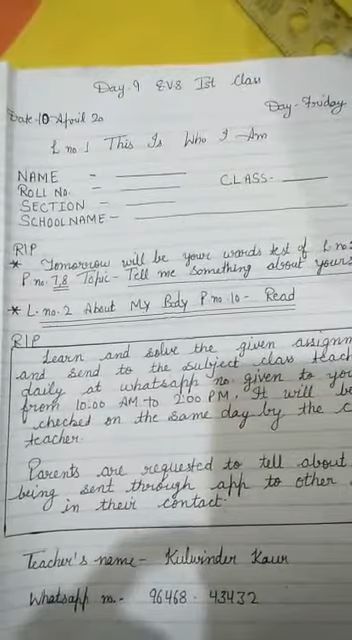 Day-9 EVS Ist Class
Date-10-April 20 Day-Friday
L no 1 This Is Who I Am
NAME -
CLASS-
ROLL NO. -
SECTION -
SCHOOL NAME -
RIP
* Tomorrow will be your wards test of L no:
P no: 7,8 Topic - Tell me something about yours
* L. no. 2 About My Body P no 10 - Read
RIP
Learn and solve the given assignm
and send to the subject class teach
daily at whatsapp no. given to you
from 10:00 AM to 2:00 PM. It will be
checked on the same day by the c
teacher.
Parents are requested to tell about
being sent through app to other
in their contact.
Teacher's name - Kulwinder Kaur
Whatsapp no. - 96468 - 43432